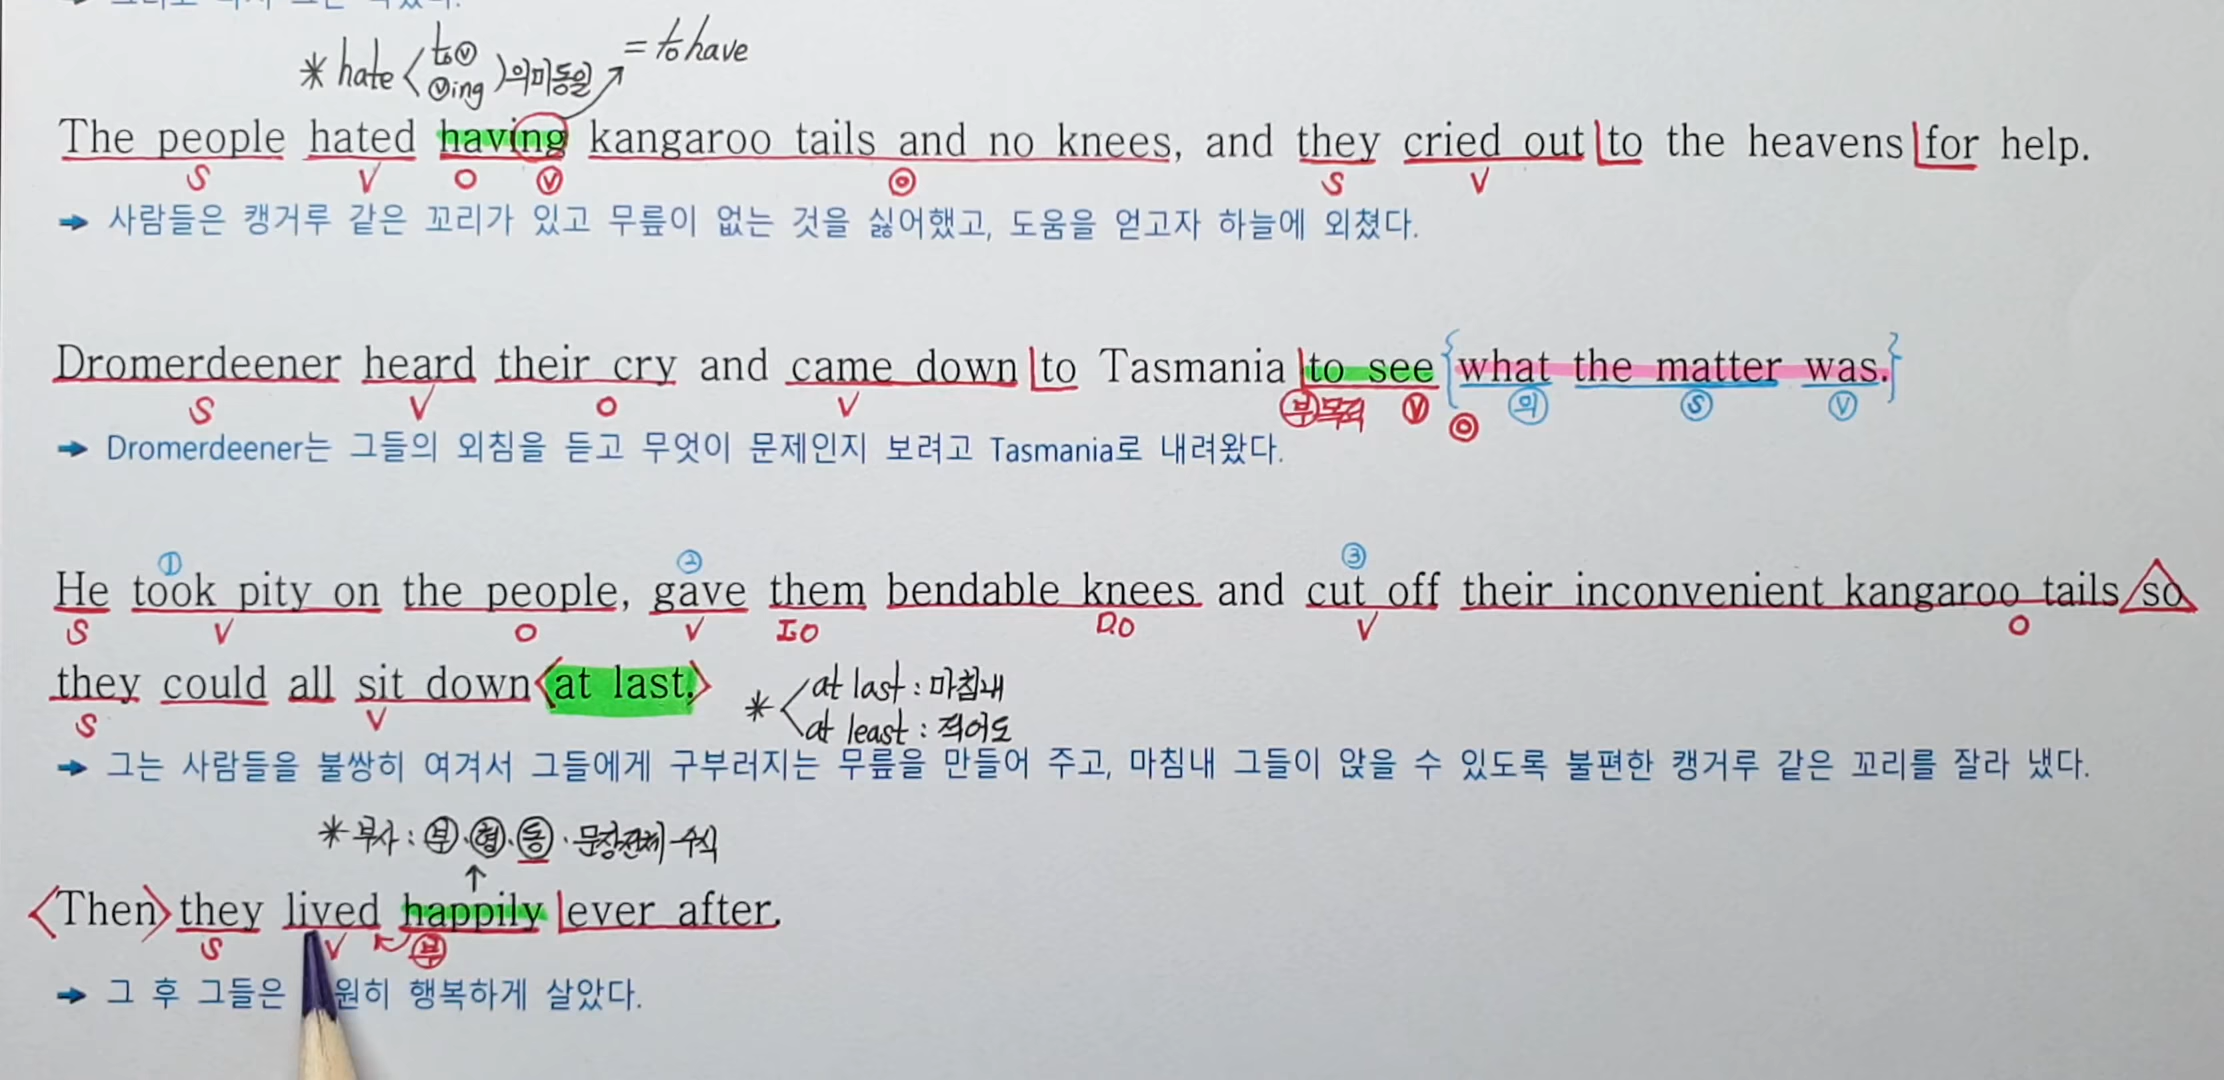 * hate < to ⓥ ⓥing ) 의미동일 = to have
The people hated having kangaroo tails and no knees, and they cried out to the heavens for help.
S V O ⓥ ⓞ S V
➡ 사람들은 캥거루 같은 꼬리가 있고 무릎이 없는 것을 싫어했고, 도움을 얻고자 하늘에 외쳤다.
Dromerdeener heard their cry and came down to Tasmania to see {what the matter was.}
S V O V 부 목적 ⓥ ⓞ 의 ⓢ ⓥ
➡ Dromerdeener는 그들의 외침을 듣고 무엇이 문제인지 보려고 Tasmania로 내려왔다.
① ② ③
He took pity on the people, gave them bendable knees and cut off their inconvenient kangaroo tails so
S V O V I.O D.O V O
they could all sit down <at last.>
S V
* < at last : 마침내
at least : 적어도
➡ 그는 사람들을 불쌍히 여겨서 그들에게 구부러지는 무릎을 만들어 주고, 마침내 그들이 앉을 수 있도록 불편한 캥거루 같은 꼬리를 잘라 냈다.
* 부사 : 부 · 형 · 동 · 문장전체 수식
<Then> they lived happily ever after.
S V 부
➡ 그 후 그들은 원히 행복하게 살았다.